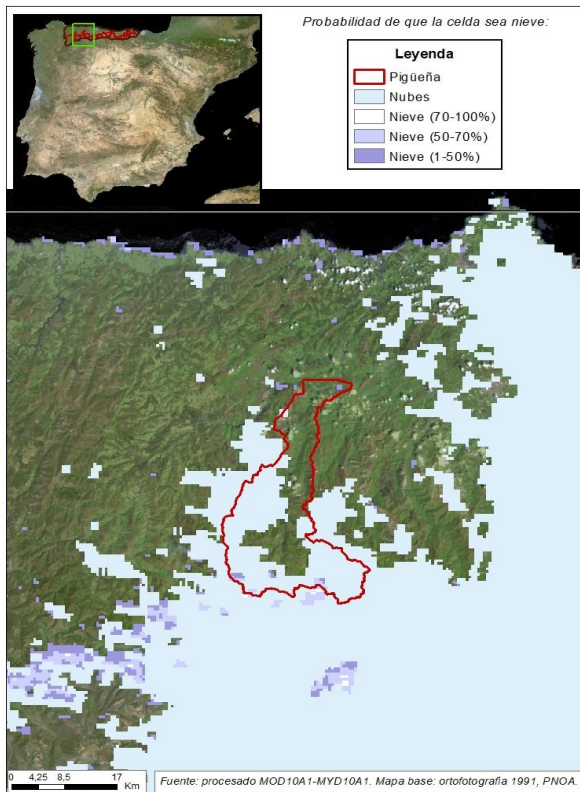 Probabilidad de que la celda sea nieve:
Leyenda
Pigüeña
Nubes
Nieve (70-100%)
Nieve (50-70%)
Nieve (1-50%)
0 4,25 8,5 17
Km
Fuente: procesado MOD10A1-MYD10A1. Mapa base: ortofotografia 1991, PNOA.